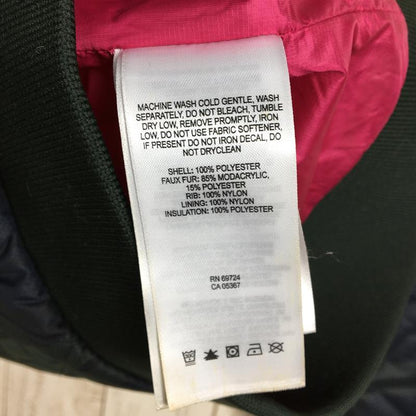 MACHINE WASH COLD GENTLE, WASH
SEPARATELY, DO NOT BLEACH, TUMBLE
DRY LOW, REMOVE PROMPTLY, IRON
LOW, DO NOT USE FABRIC SOFTENER,
IF PRESENT DO NOT IRON DECAL, DO
NOT DRYCLEAN
SHELL: 100% POLYESTER
FAUX FUR: 85% MODACRYLIC,
15% POLYESTER
RIB: 100% NYLON
LINING: 100% NYLON
INSULATION: 100% POLYESTER
RN 69724
CA 05367